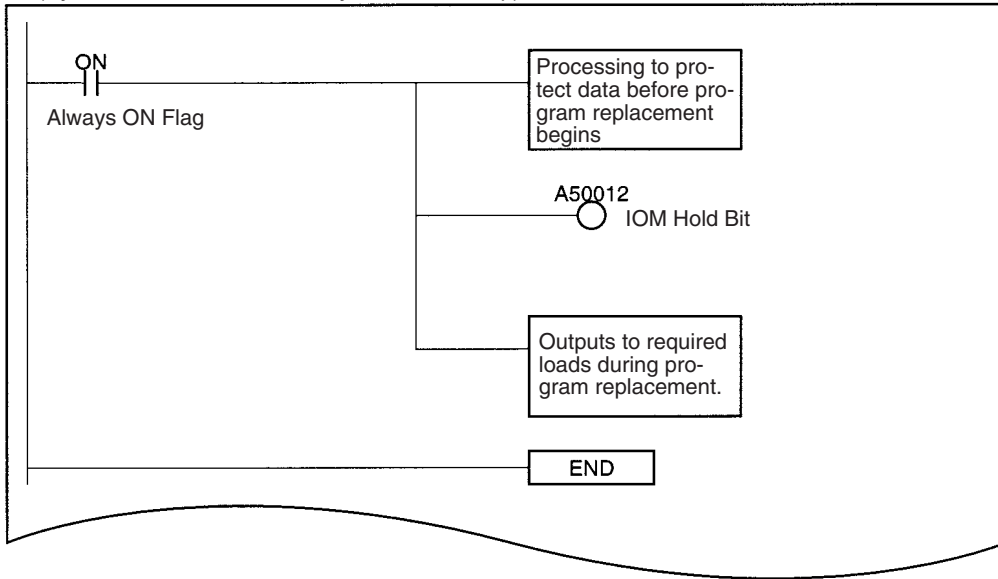 ON
Always ON Flag
Processing to pro-
tect data before pro-
gram replacement
begins
A50012
IOM Hold Bit
Outputs to required
loads during pro-
gram replacement.
END